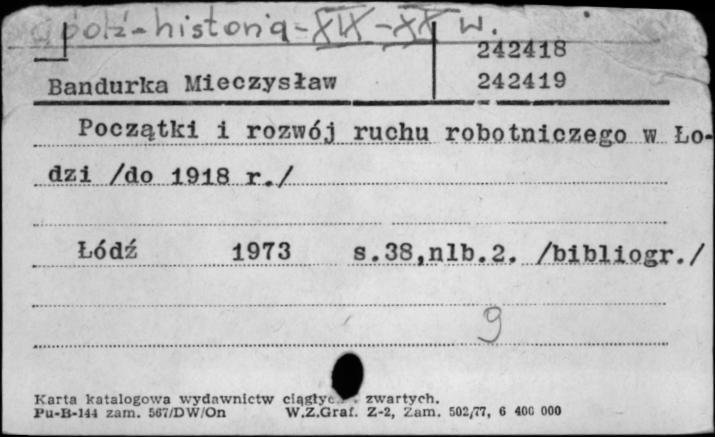 społ-historia-XIX-XX w.
242418
Bandurka Mieczysław 242419
Początki i rozwój ruchu robotniczego w Ło-
dzi /do 1918 r./
Łódź 1973 s.38,nlb.2. /bibliogr./
9
Karta katalogowa wydawnictw zwartych.
Pu-B-144 zam. 567/DW/On W.Z.Graf. Z-2, Zam. 502/77, 6 400 000